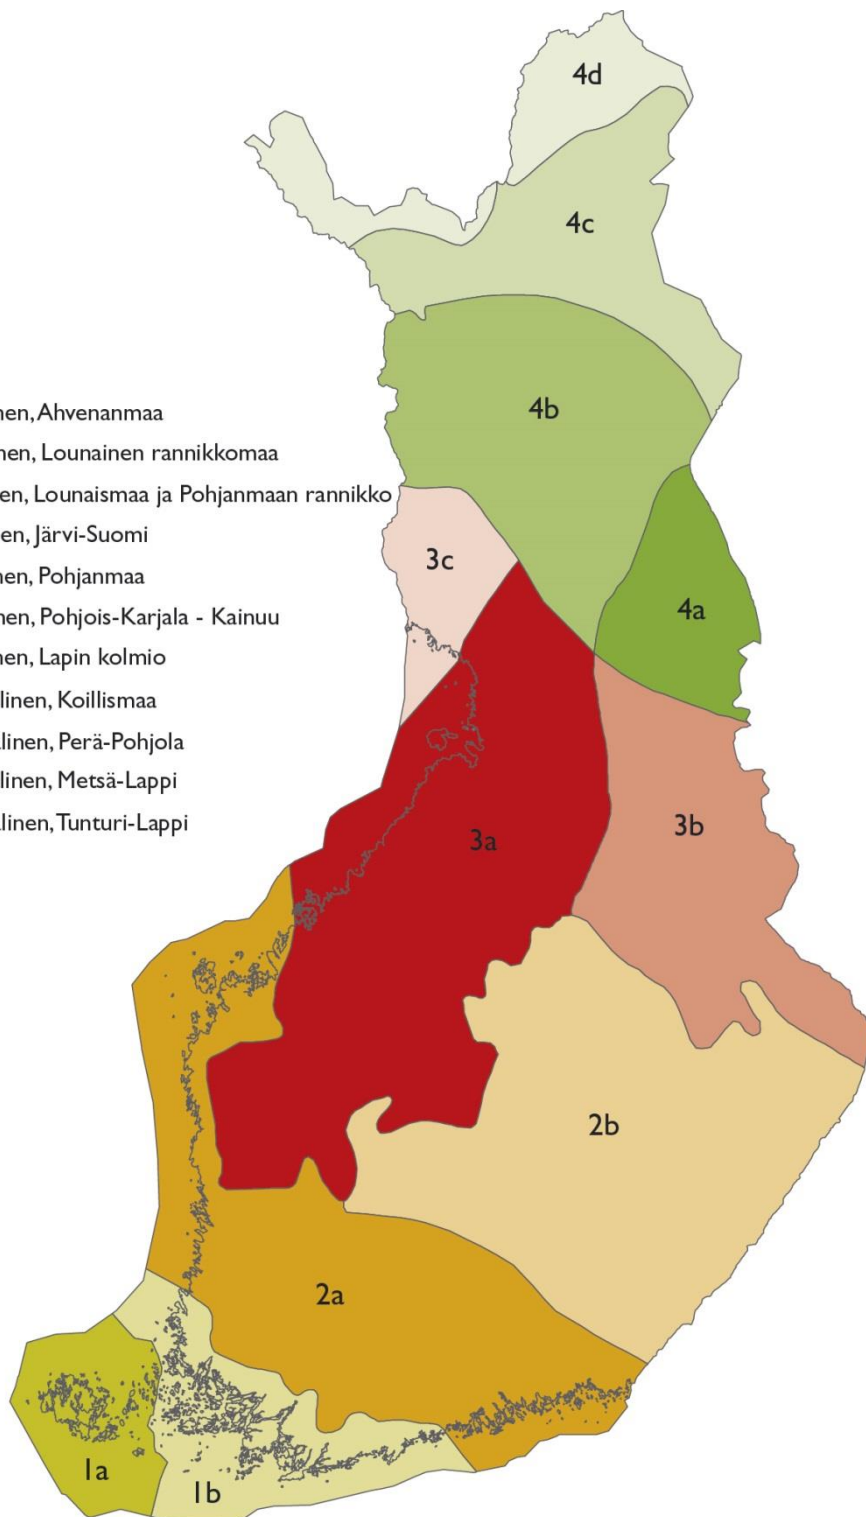 4d
4c
nen, Ahvenanmaa
nen, Lounainen rannikkomaa
en, Lounaismaa ja Pohjanmaan rannikko
en, Järvi-Suomi
nen, Pohjanmaa
nen, Pohjois-Karjala - Kainuu
nen, Lapin kolmio
linen, Koillismaa
linen, Perä-Pohjola
linen, Metsä-Lappi
linen, Tunturi-Lappi
4b
3c
4a
3b
3a
2b
2a
1a
1b